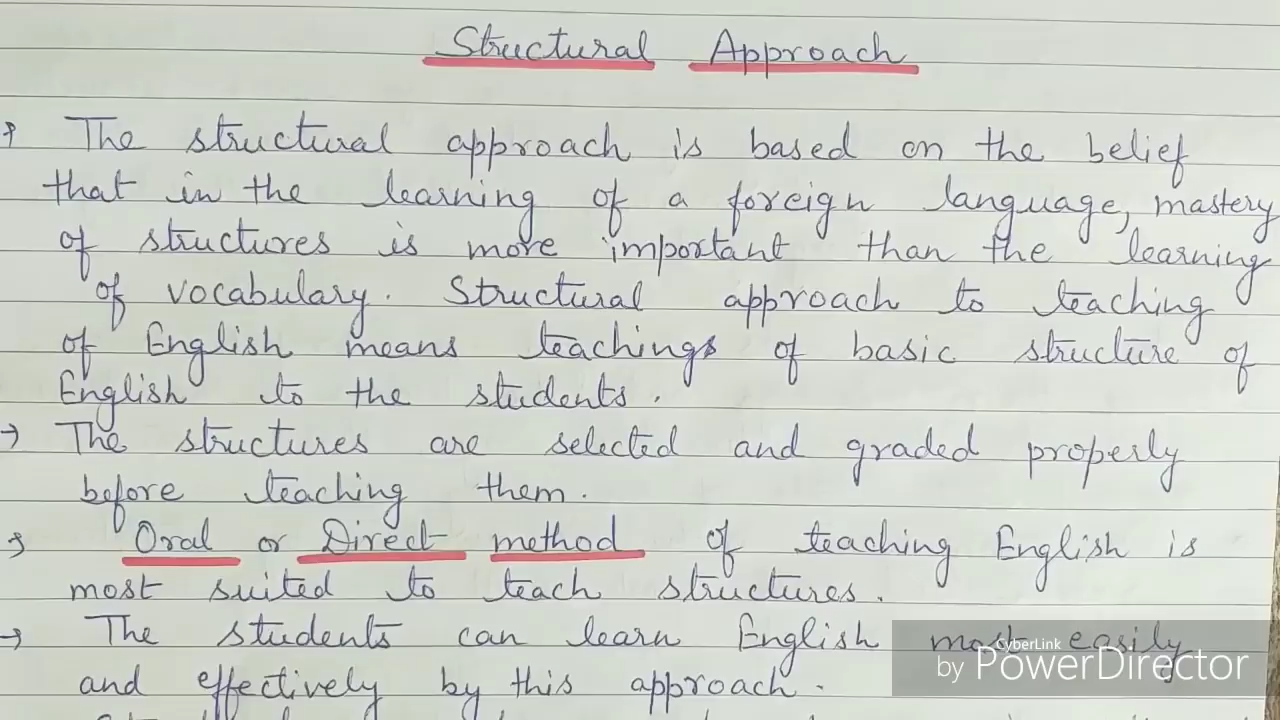 Structural Approach
→ The structural approach is based on the belief
that in the learning of a foreign language, mastery
of structures is more important than the learning
of vocabulary. Structural approach to teaching
of English means teachings of basic structure of
English to the students.
→ The structures are selected and graded properly
before teaching them.
→ Oral or Direct method of teaching English is
most suited to teach structures.
→ The students can learn English most easily
and effectively by this approach.
CyberLink
by PowerDirector